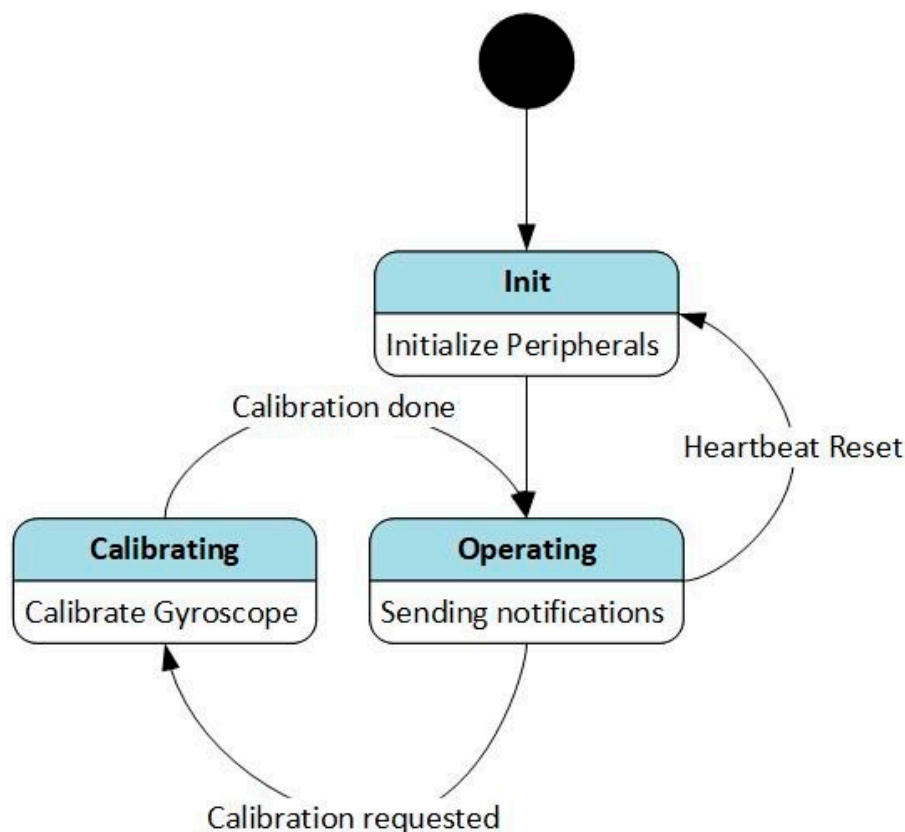 Init
Initialize Peripherals
Calibration done
Heartbeat Reset
Calibrating
Calibrate Gyroscope
Operating
Sending notifications
Calibration requested